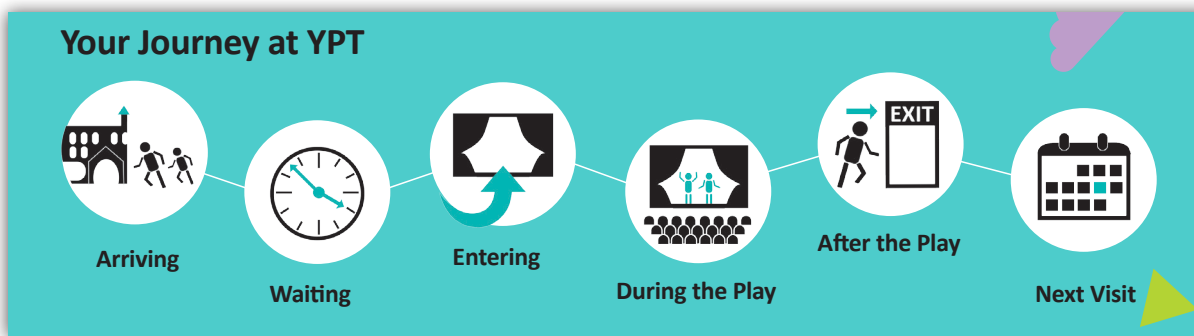 Your Journey at YPT
EXIT
Arriving
Waiting
Entering
During the Play
After the Play
Next Visit